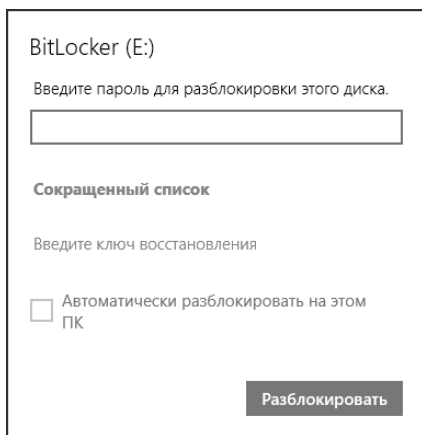 BitLocker (E:)
Введите пароль для разблокировки этого диска.
Сокращенный список
Введите ключ восстановления
Автоматически разблокировать на этом
ПК
Разблокировать